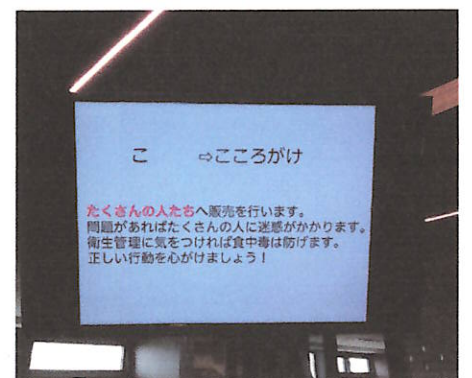 こ　⇨こころがけ
たくさんの人たちへ販売を行います。
問題があればたくさんの人に迷惑がかかります。
衛生管理に気をつければ食中毒は防げます。
正しい行動を心がけましょう！